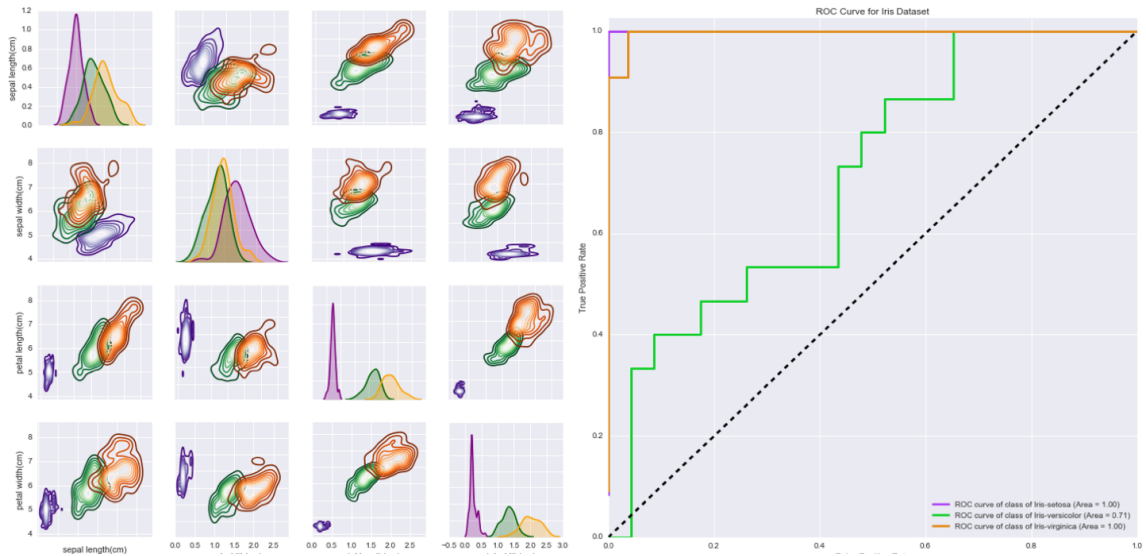 ROC Curve for Iris Dataset
sepal length(cm)
1.2
1.0
0.8
0.6
0.4
0.2
0.0
sepal width(cm)
8
7
6
5
4
petal length(cm)
8
7
6
5
4
petal width(cm)
8
7
6
5
4
sepal length(cm)
0.0 0.5 1.0 1.5 2.0 2.5
0.0 0.5 1.0 1.5 2.0 2.5
−0.5 0.0 0.5 1.0 1.5 2.0 2.5 3.0
True Positive Rate
1.0
0.8
0.6
0.4
0.2
0.0
0.0 0.2 0.4 0.6 0.8 1.0
ROC curve of class of Iris-setosa (Area = 1.00)
ROC curve of class of Iris-versicolor (Area = 0.71)
ROC curve of class of Iris-virginica (Area = 1.00)